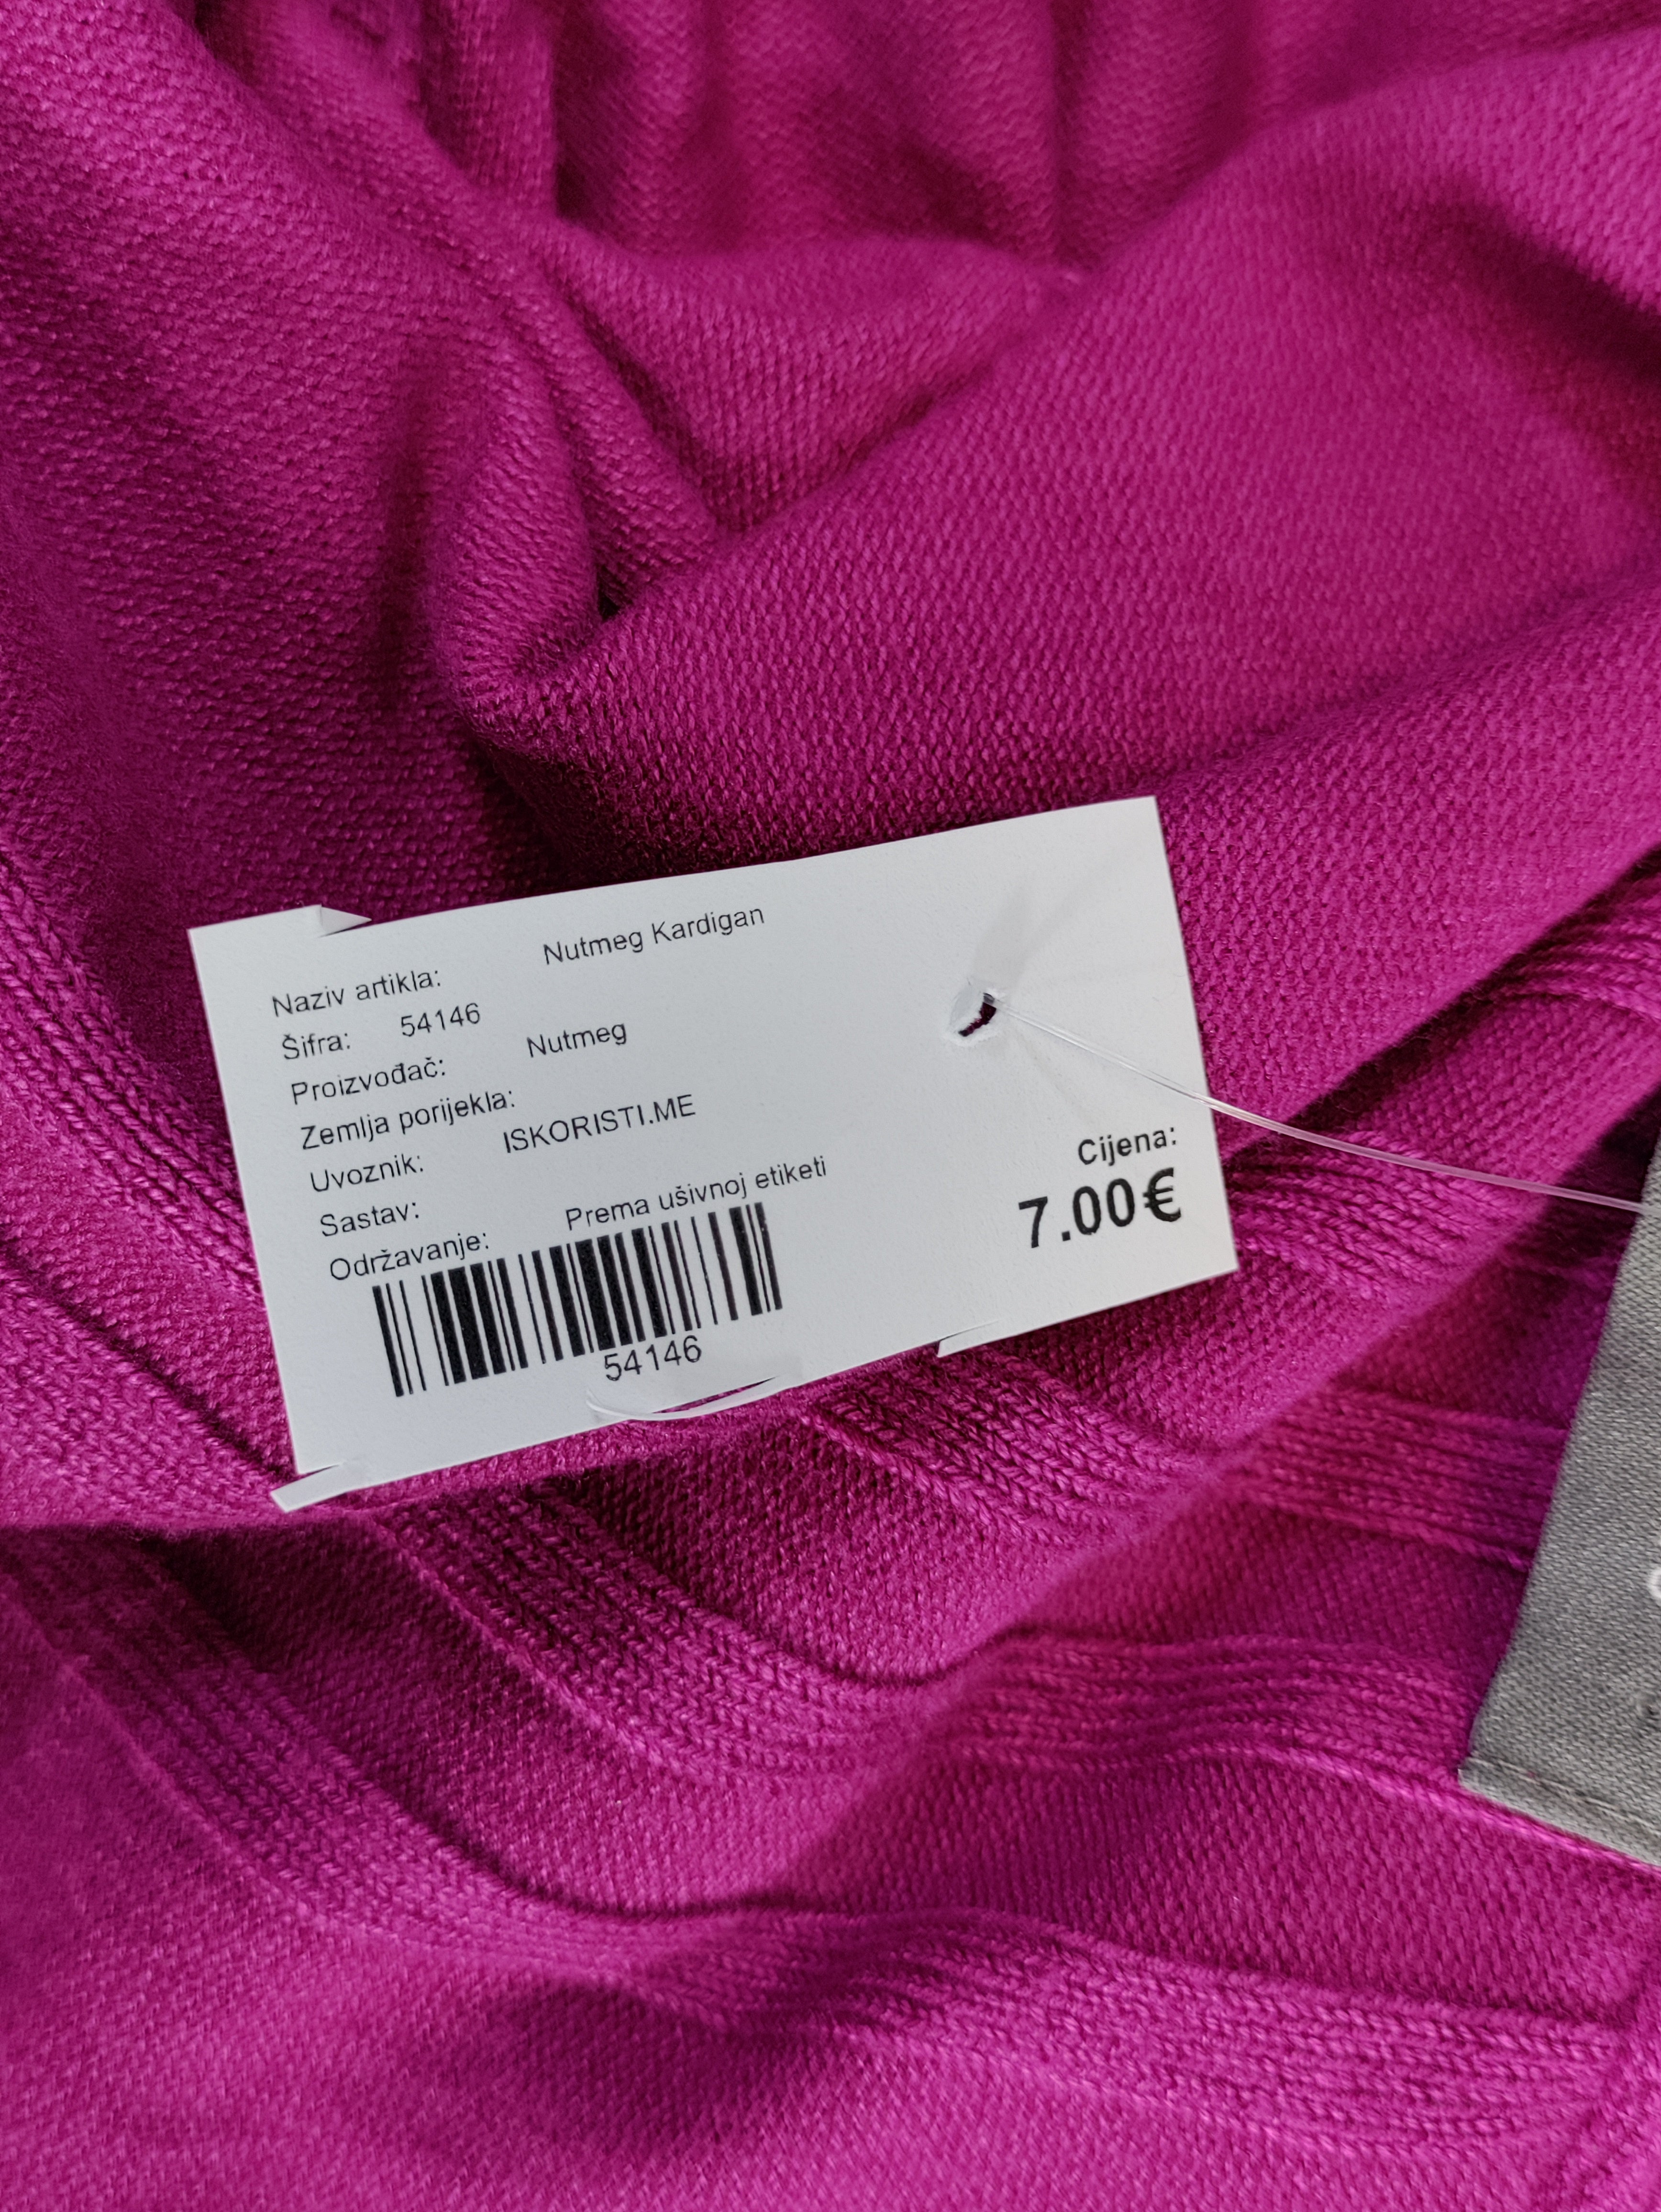 Naziv artikla: Nutmeg Kardigan
Šifra: 54146
Proizvođač: Nutmeg
Zemlja porijekla:
Uvoznik: ISKORISTI.ME
Sastav:
Održavanje: Prema ušivnoj etiketi
54146
Cijena:
7.00€